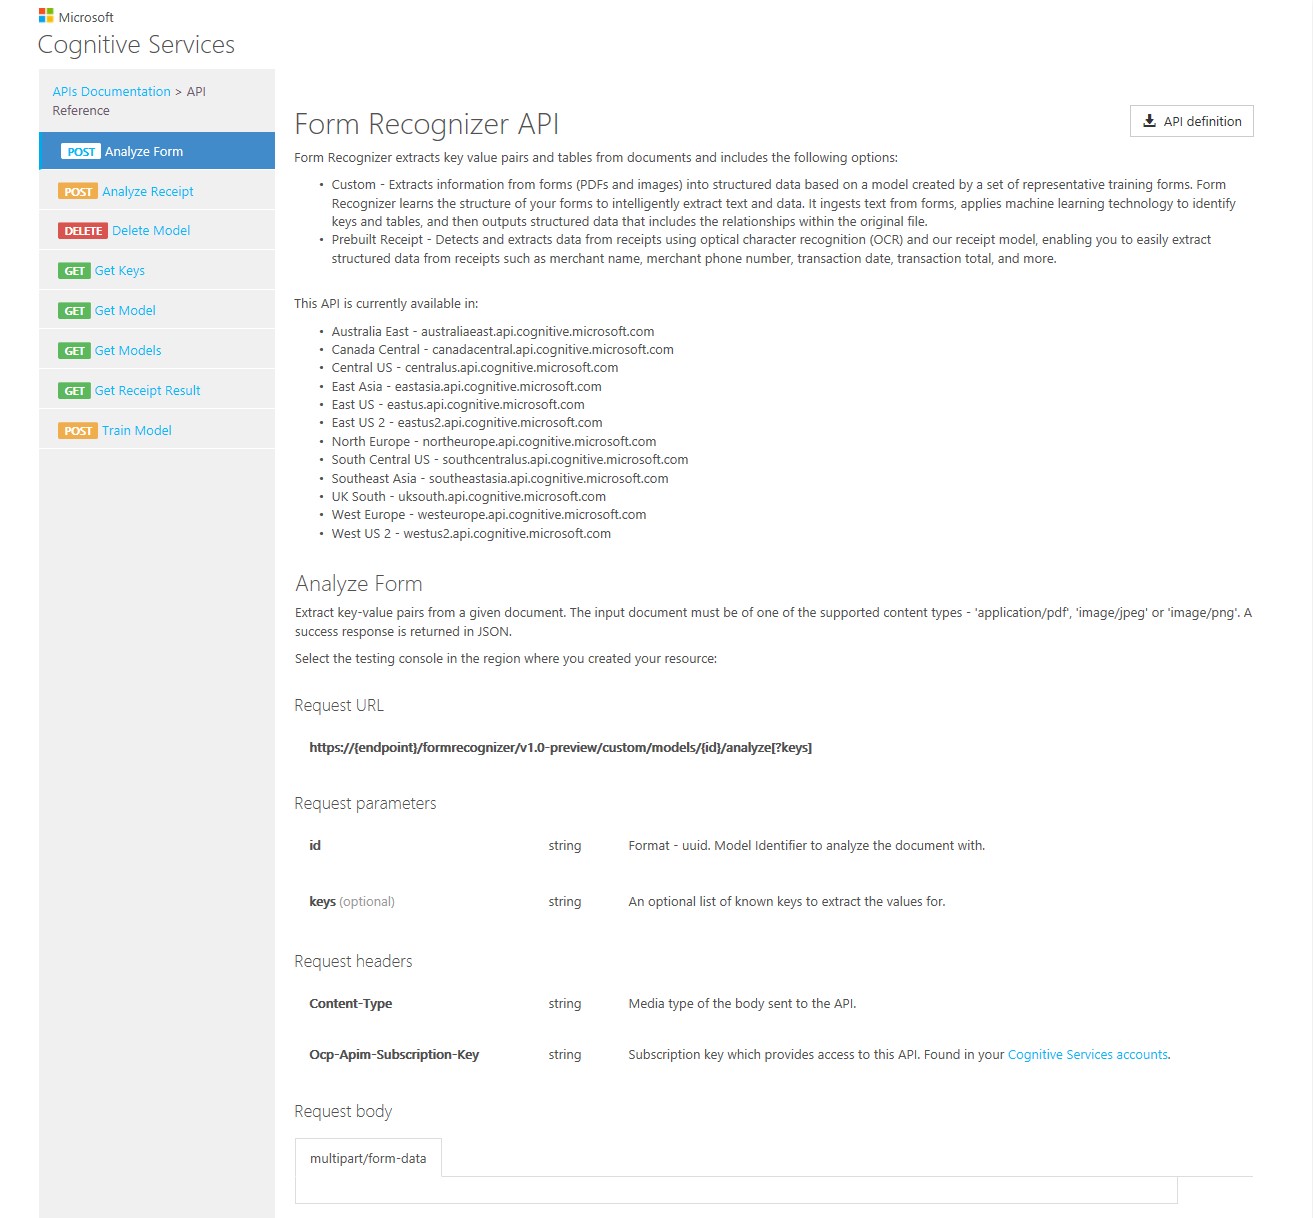 Microsoft
Cognitive Services
APIs Documentation > API
Reference
POST Analyze Form
POST Analyze Receipt
DELETE Delete Model
GET Get Keys
GET Get Model
GET Get Models
GET Get Receipt Result
POST Train Model
Form Recognizer API
API definition
Form Recognizer extracts key value pairs and tables from documents and includes the following options:
• Custom - Extracts information from forms (PDFs and images) into structured data based on a model created by a set of representative training forms. Form
Recognizer learns the structure of your forms to intelligently extract text and data. It ingests text from forms, applies machine learning technology to identify
keys and tables, and then outputs structured data that includes the relationships within the original file.
• Prebuilt Receipt - Detects and extracts data from receipts using optical character recognition (OCR) and our receipt model, enabling you to easily extract
structured data from receipts such as merchant name, merchant phone number, transaction date, transaction total, and more.
This API is currently available in:
• Australia East - australiaeast.api.cognitive.microsoft.com
• Canada Central - canadacentral.api.cognitive.microsoft.com
• Central US - centralus.api.cognitive.microsoft.com
• East Asia - eastasia.api.cognitive.microsoft.com
• East US - eastus.api.cognitive.microsoft.com
• East US 2 - eastus2.api.cognitive.microsoft.com
• North Europe - northeurope.api.cognitive.microsoft.com
• South Central US - southcentralus.api.cognitive.microsoft.com
• Southeast Asia - southeastasia.api.cognitive.microsoft.com
• UK South - uksouth.api.cognitive.microsoft.com
• West Europe - westeurope.api.cognitive.microsoft.com
• West US 2 - westus2.api.cognitive.microsoft.com
Analyze Form
Extract key-value pairs from a given document. The input document must be of one of the supported content types - 'application/pdf', 'image/jpeg' or 'image/png'. A
success response is returned in JSON.
Select the testing console in the region where you created your resource:
Request URL
https://{endpoint}/formrecognizer/v1.0-preview/custom/models/{id}/analyze[?keys]
Request parameters
id string Format - uuid. Model Identifier to analyze the document with.
keys (optional) string An optional list of known keys to extract the values for.
Request headers
Content-Type string Media type of the body sent to the API.
Ocp-Apim-Subscription-Key string Subscription key which provides access to this API. Found in your Cognitive Services accounts.
Request body
multipart/form-data